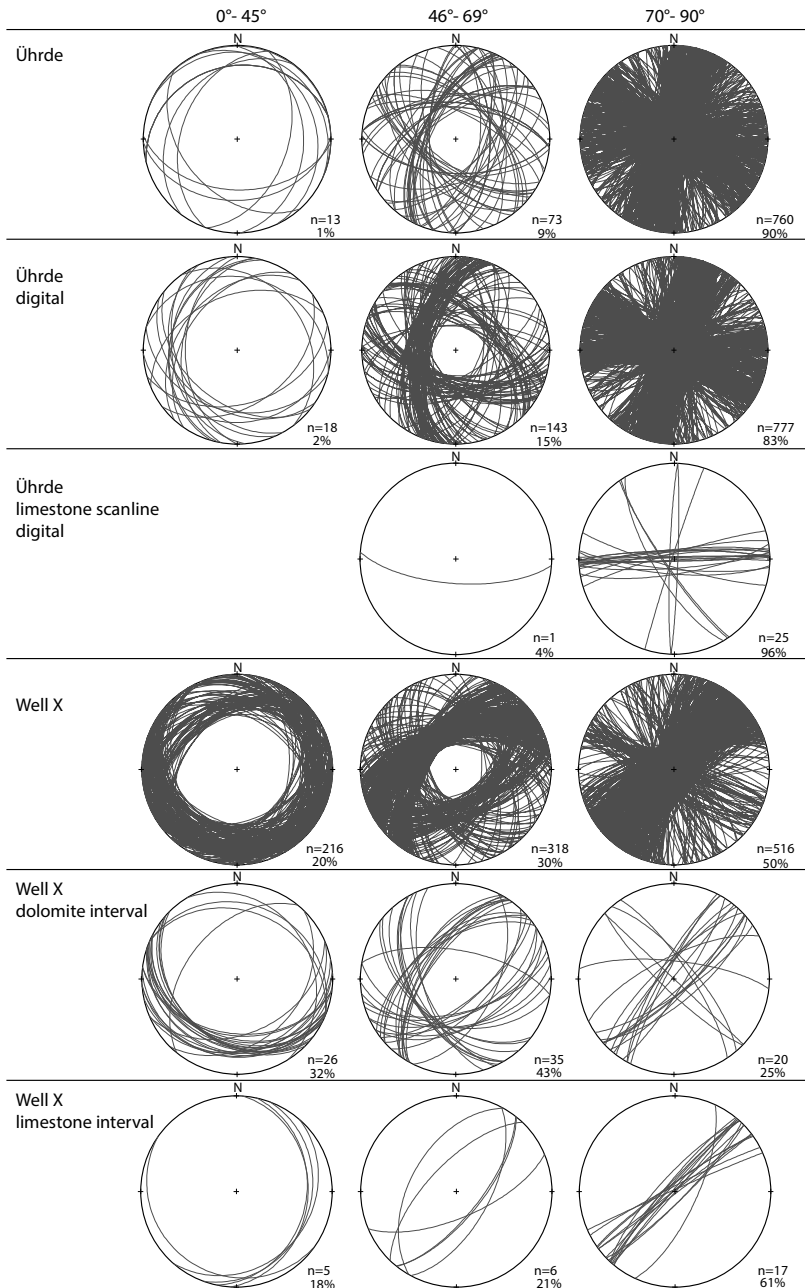 0°- 45°
46°- 69°
70°- 90°
Ührde
N
N
N
n=13
1%
n=73
9%
n=760
90%
Ührde
digital
N
N
N
n=18
2%
n=143
15%
n=777
83%
Ührde
limestone scanline
digital
N
N
n=1
4%
n=25
96%
Well X
N
N
N
n=216
20%
n=318
30%
n=516
50%
Well X
dolomite interval
N
N
N
n=26
32%
n=35
43%
n=20
25%
Well X
limestone interval
N
N
N
n=5
18%
n=6
21%
n=17
61%